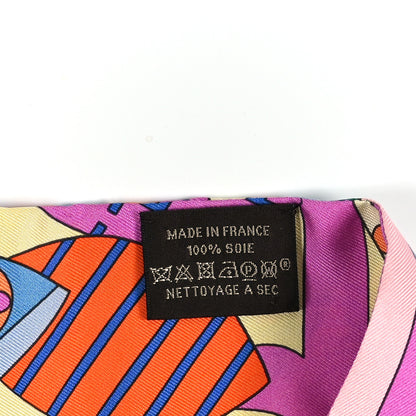 MADE IN FRANCE
100% SOIE
P W ®
NETTOYAGE A SEC